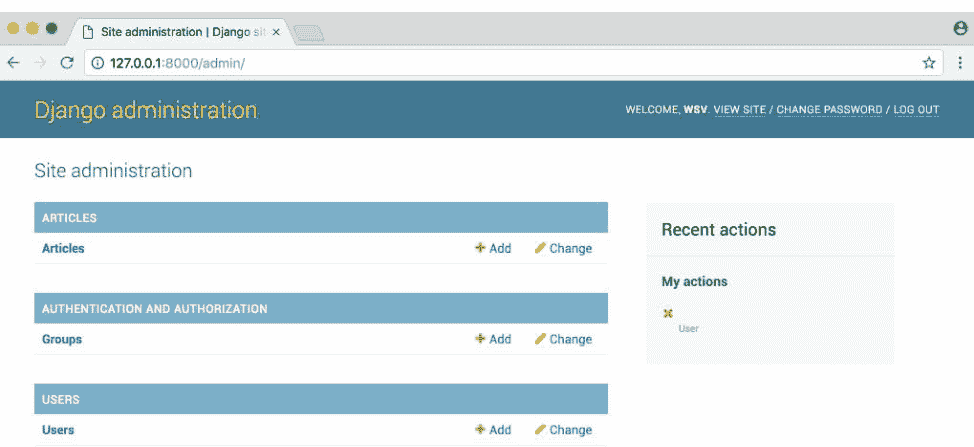 Site administration | Django sit
127.0.0.1:8000/admin/
Django administration
WELCOME, WSV. VIEW SITE / CHANGE PASSWORD / LOG OUT
Site administration
ARTICLES
Articles Add Change
Recent actions
My actions
User
AUTHENTICATION AND AUTHORIZATION
Groups Add Change
USERS
Users Add Change